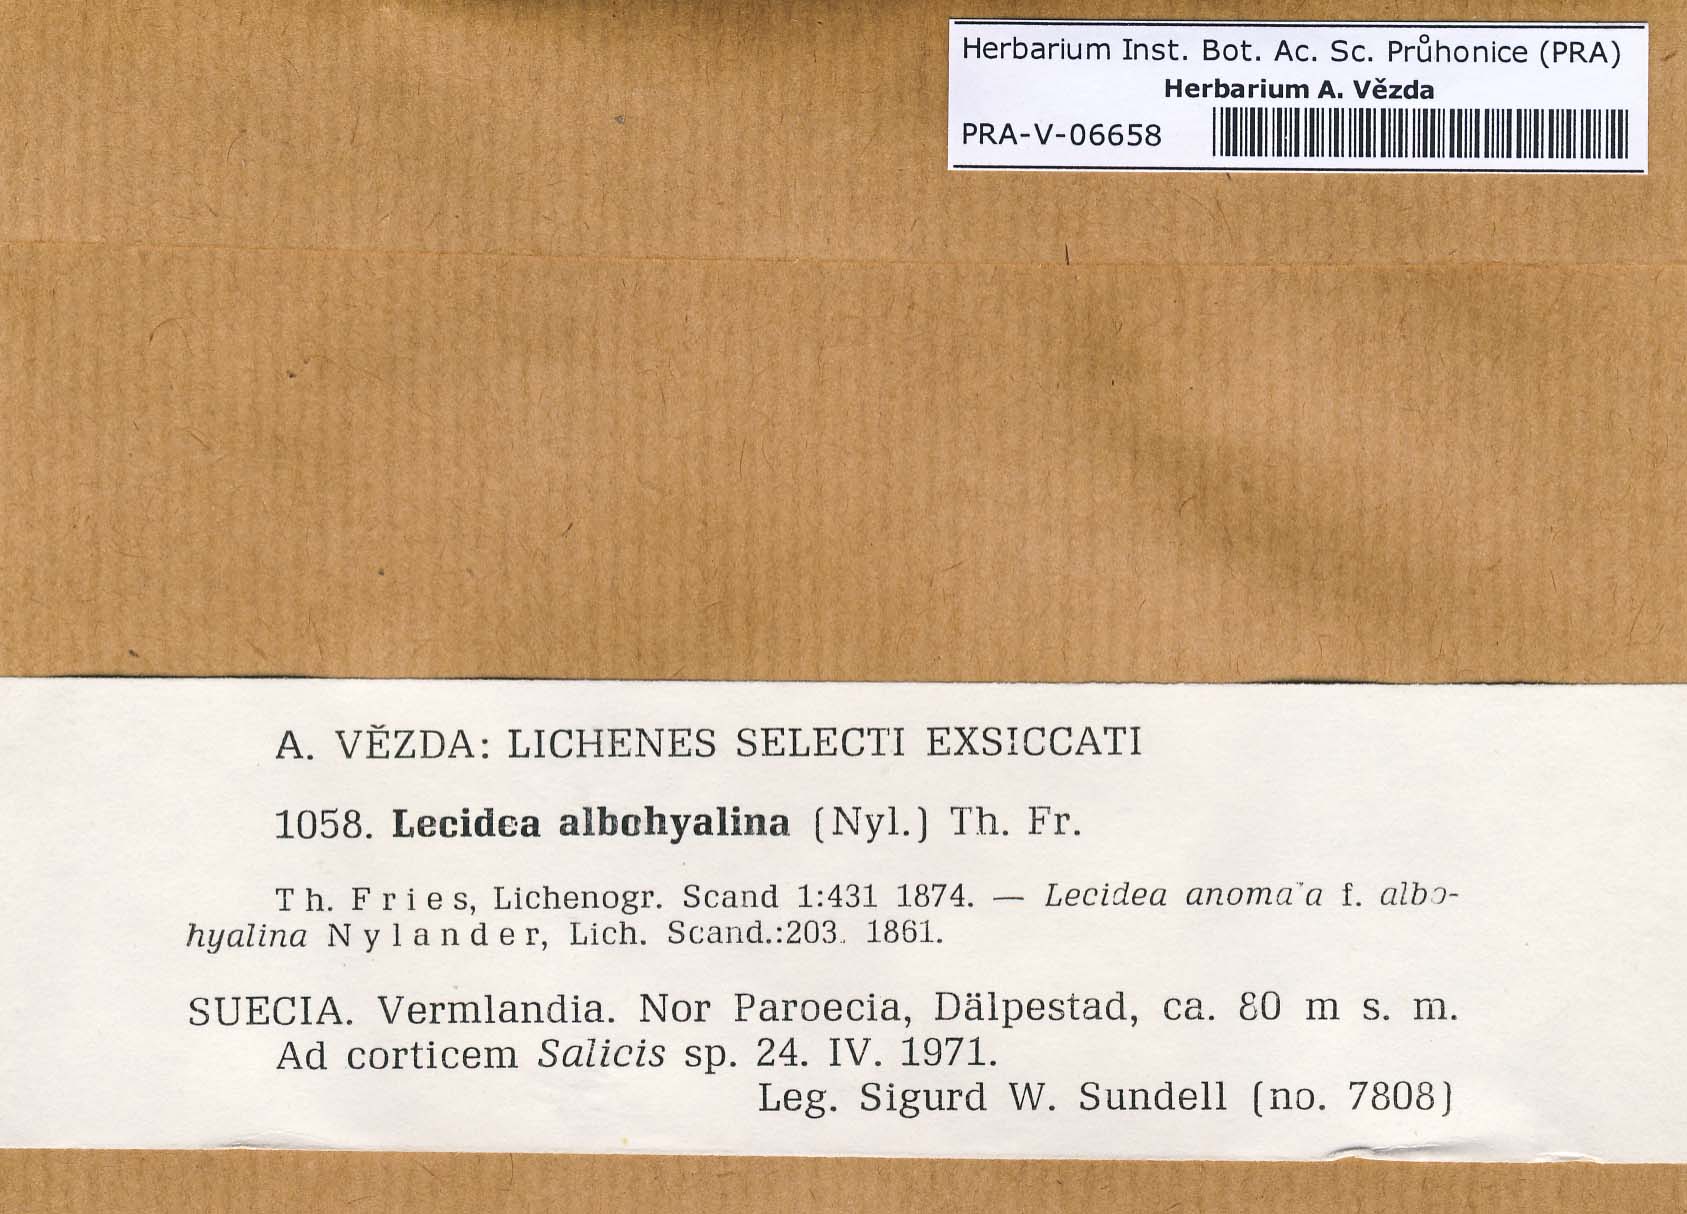 Herbarium Inst. Bot. Ac. Sc. Průhonice (PRA)
Herbarium A. Vězda
PRA-V-06658
A. VĚZDA: LICHENES SELECTI EXSICCATI
1058. Lecidea albohyalina (Nyl.) Th. Fr.
Th. Fries, Lichenogr. Scand 1:431 1874. — Lecidea anomala f. albo-
hyalina Nylander, Lich. Scand.:203. 1861.
SUECIA. Vermlandia. Nor Paroecia, Dälpestad, ca. 80 m s. m.
Ad corticem Salicis sp. 24. IV. 1971.
Leg. Sigurd W. Sundell (no. 7808)